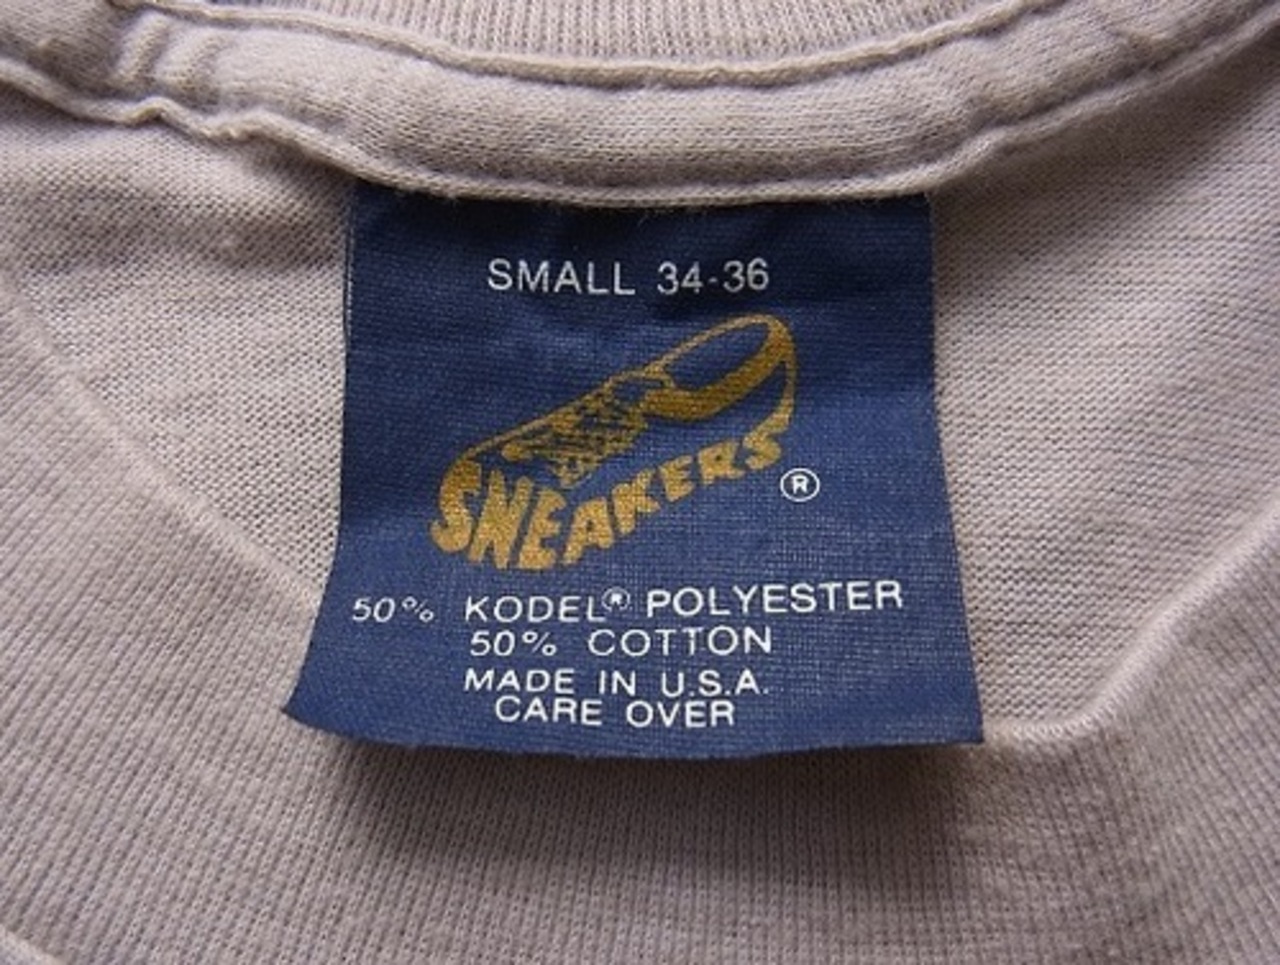 SMALL 34-36
SNEAKERS ®
50% KODEL® POLYESTER
50% COTTON
MADE IN U.S.A.
CARE OVER